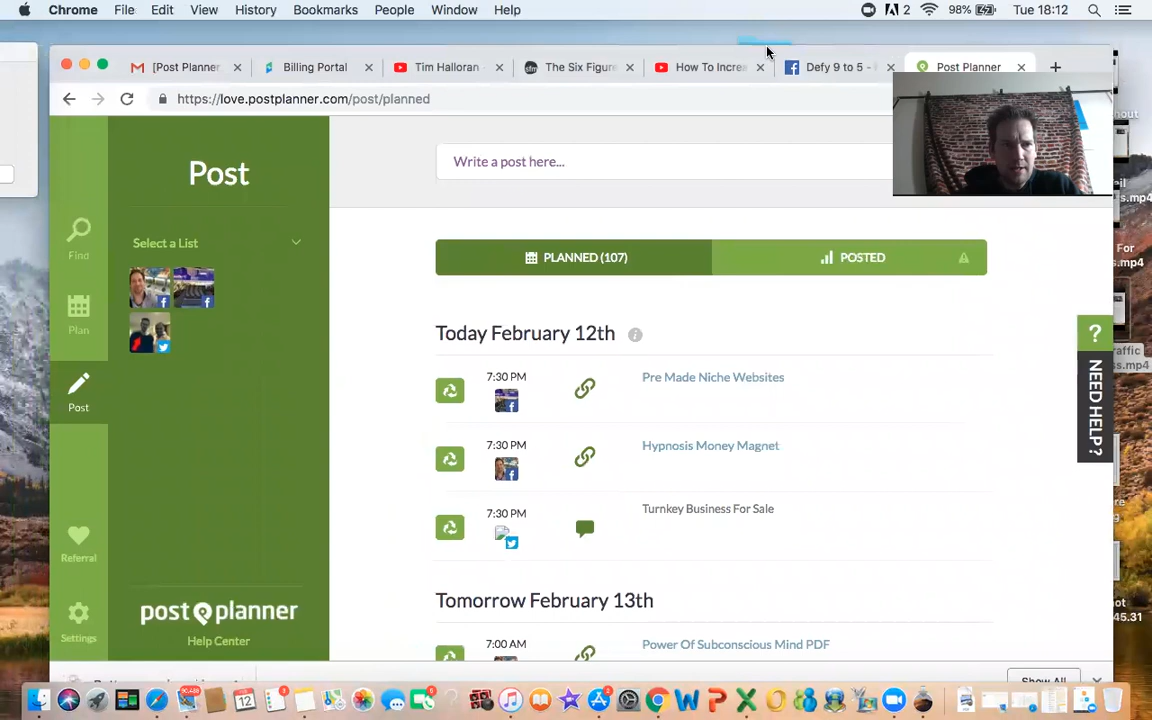 Chrome File Edit View History Bookmarks People Window Help 2 98% Tue 18:12
[Post Planner Billing Portal Tim Halloran The Six Figure How To Increa Defy 9 to 5 - Post Planner
https://love.postplanner.com/post/planned
Post
Write a post here...
Find
Select a List
PLANNED (107) POSTED
Plan
Today February 12th
? NEED HELP?
7:30 PM Pre Made Niche Websites
Post
7:30 PM Hypnosis Money Magnet
7:30 PM Turnkey Business For Sale
Referral
Tomorrow February 13th
post planner
Settings
Help Center
7:00 AM Power Of Subconscious Mind PDF
Show All